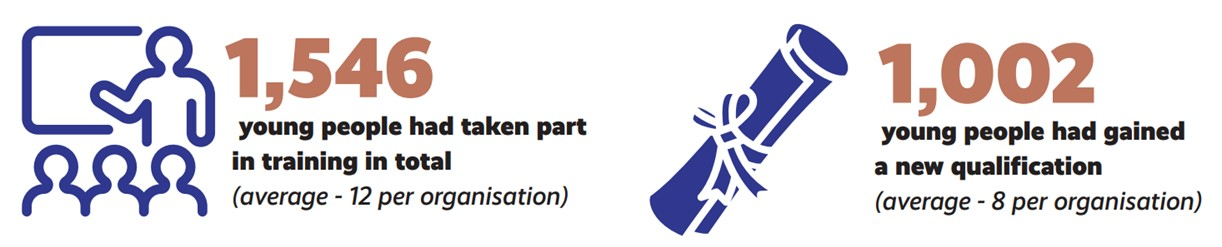 1,546
young people had taken part
in training in total
(average - 12 per organisation)
1,002
young people had gained
a new qualification
(average - 8 per organisation)